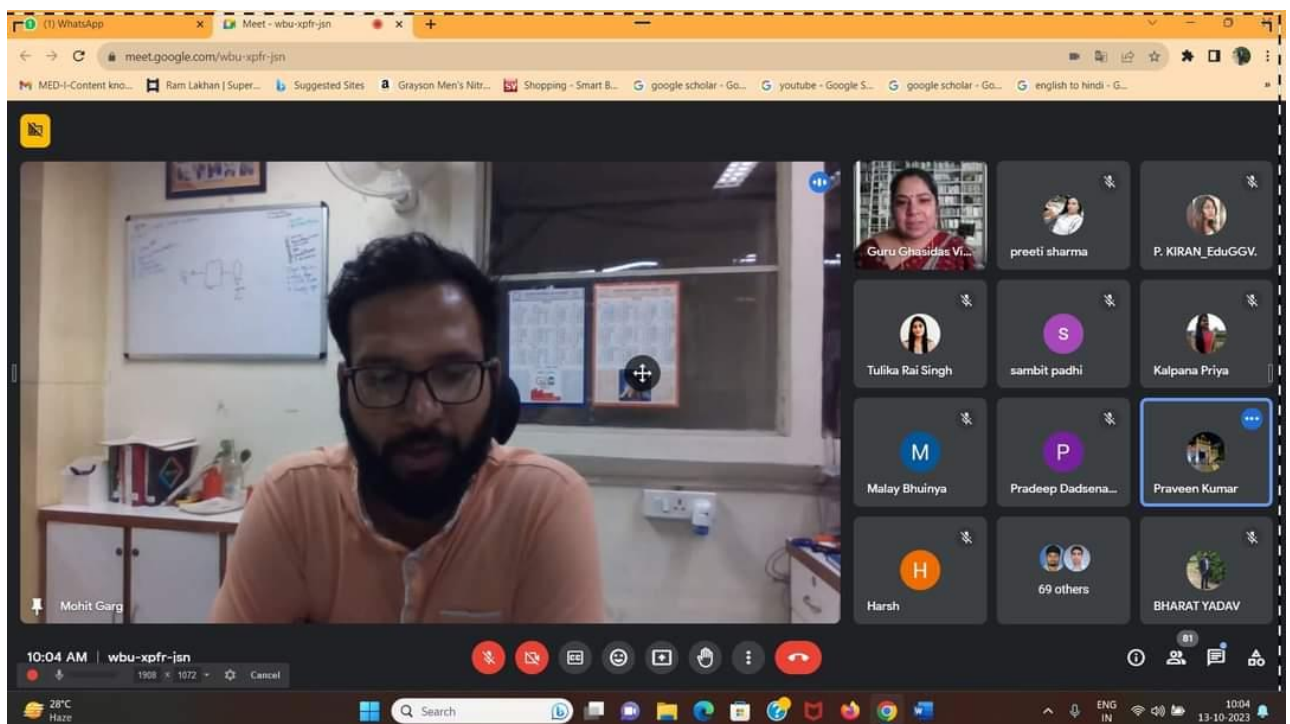 (1) WhatsApp
Meet - wbu-xpfr-jsn
meet.google.com/wbu-xpfr-jsn
MED-I-Content kno...
Ram Lakhan | Super...
Suggested Sites
Grayson Men's Nitr...
Shopping - Smart B...
google scholar - Go...
youtube - Google S...
google scholar - Go...
english to hindi - G...
Guru Ghasidas Vi...
preeti sharma
P. KIRAN_EduGGV.
Tulika Rai Singh
S
sambit padhi
Kalpana Priya
M
Malay Bhuinya
P
Pradeep Dadsena...
Praveen Kumar
H
Harsh
69 others
BHARAT YADAV
Mohit Garg
10:04 AM | wbu-xpfr-jsn
81
1908 × 1072
Cancel
28°C
Haze
Search
ENG
IN
10:04
13-10-2023